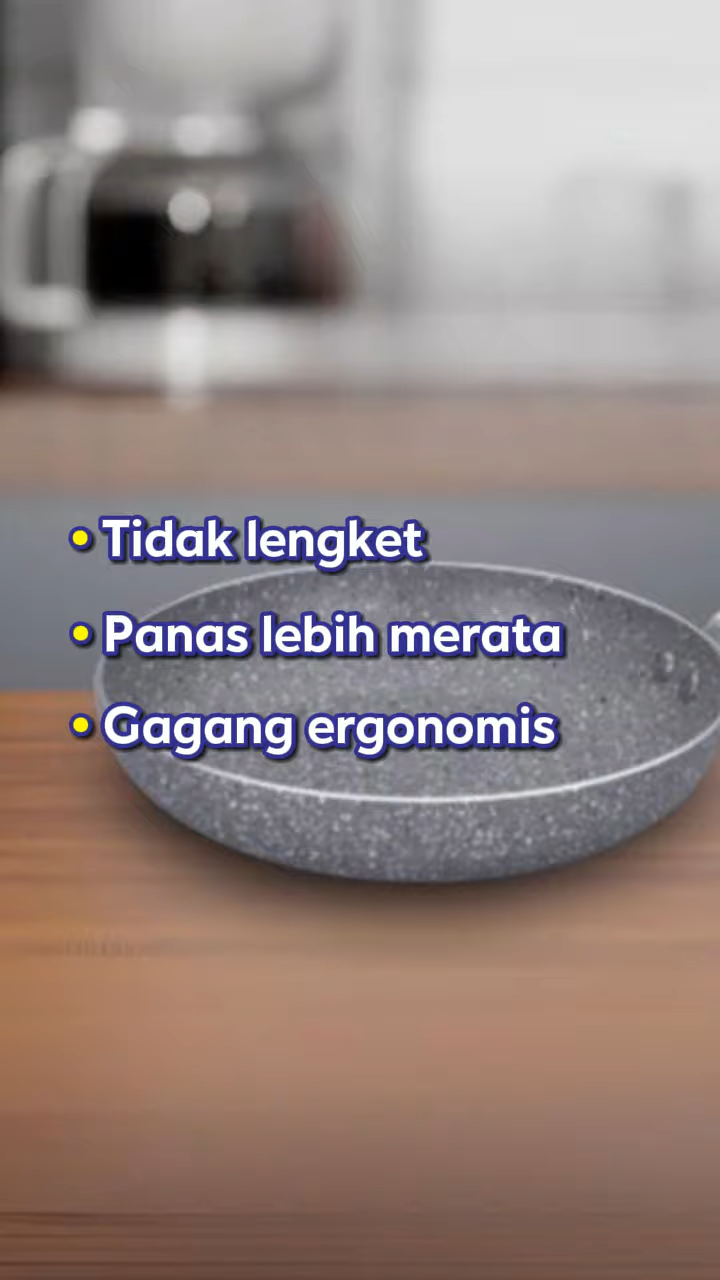 • Tidak lengket
• Panas lebih merata
• Gagang ergonomis